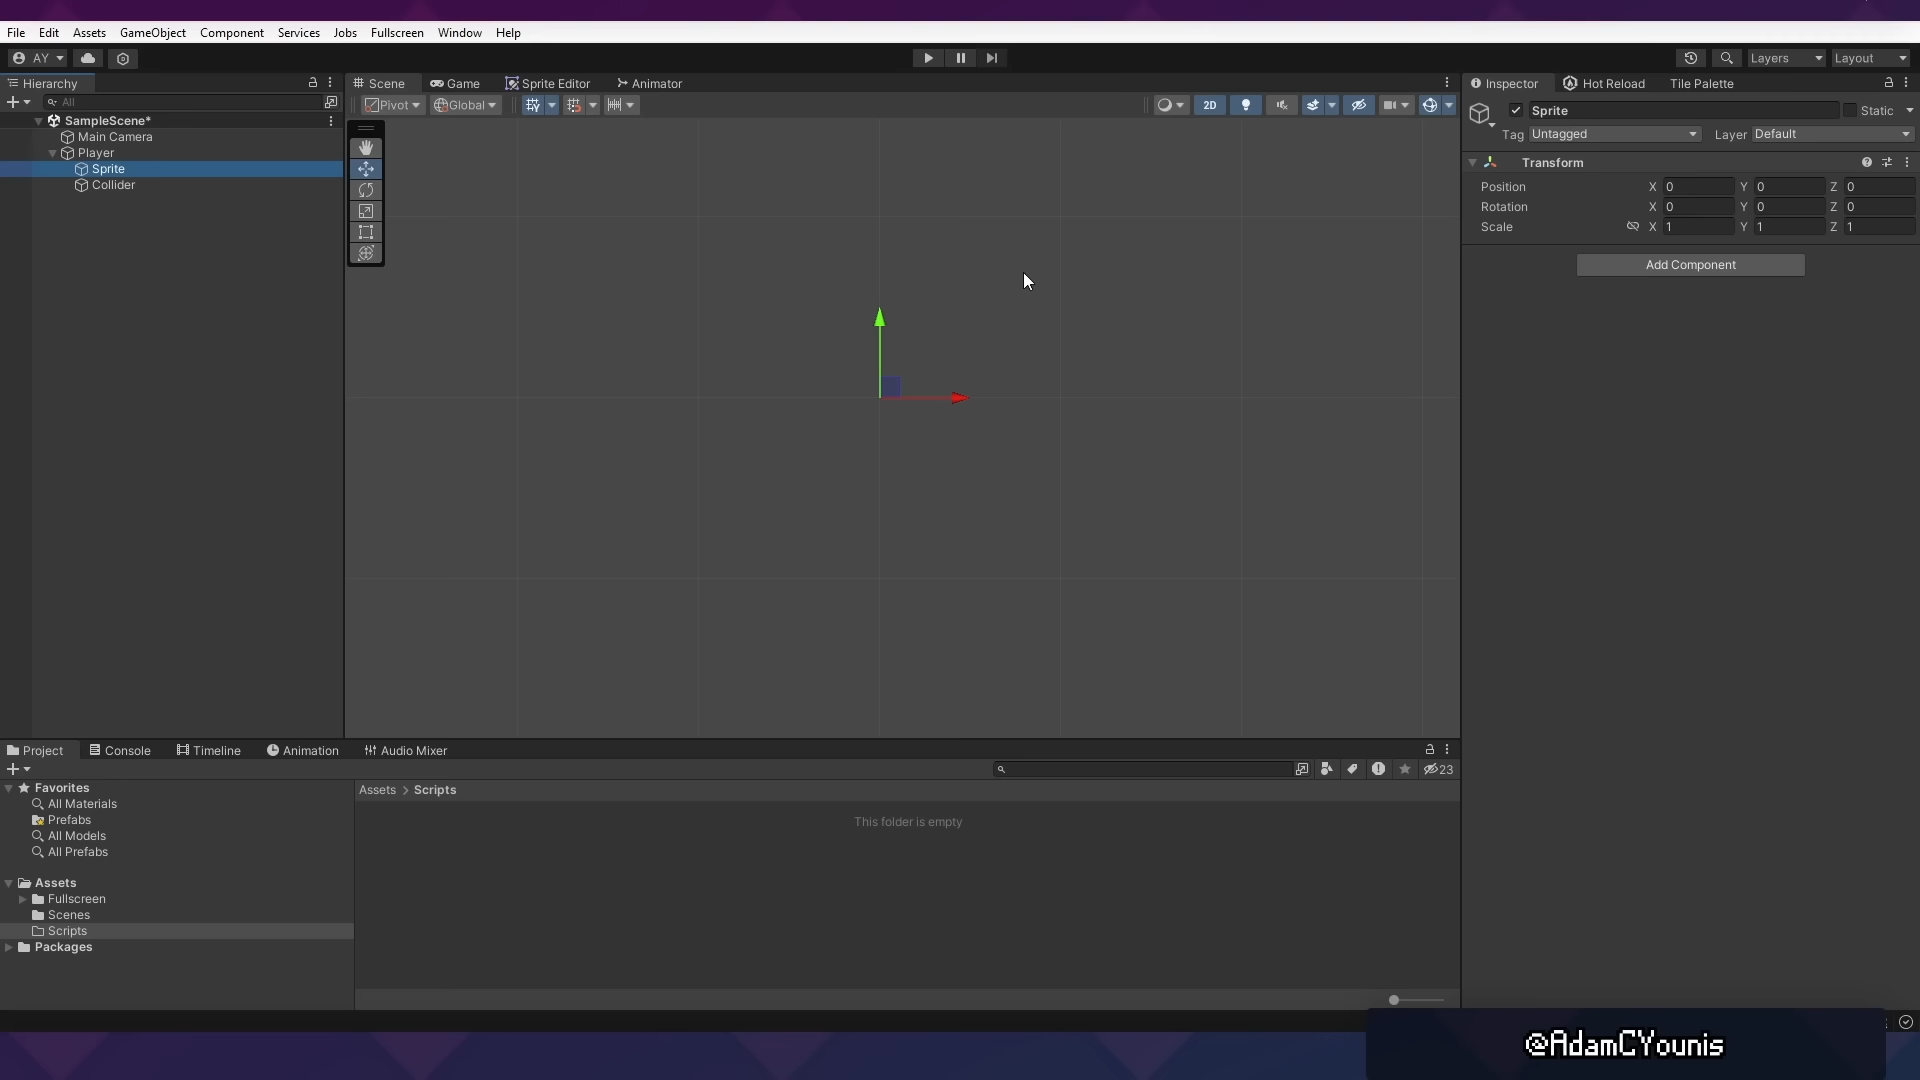 File Edit Assets GameObject Component Services Jobs Fullscreen Window Help
AY Layers Layout
Hierarchy Scene Game Sprite Editor Animator Inspector Hot Reload Tile Palette
All Pivot Global 2D
Sprite Static
SampleScene*
Main Camera
Player
Sprite
Collider
Tag Untagged Layer Default
Transform
Position X 0 Y 0 Z 0
Rotation X 0 Y 0 Z 0
Scale X 1 Y 1 Z 1
Add Component
Project Console Timeline Animation Audio Mixer
23
Favorites
All Materials
Prefabs
All Models
All Prefabs
Assets
Fullscreen
Scenes
Scripts
Packages
Assets > Scripts
This folder is empty
@AdamCYounis